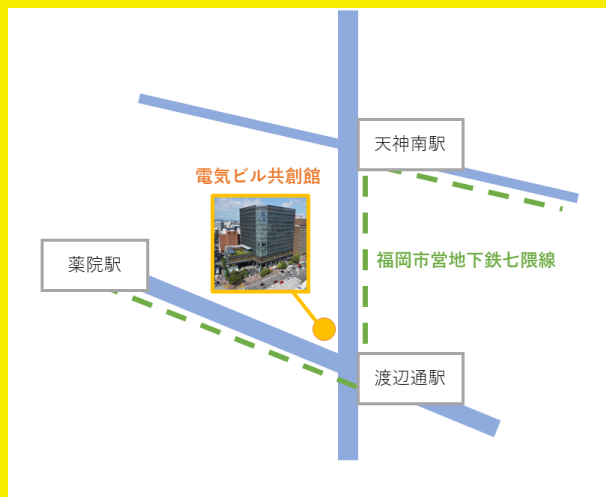 天神南駅
電気ビル共創館
薬院駅
福岡市営地下鉄七隈線
渡辺通駅